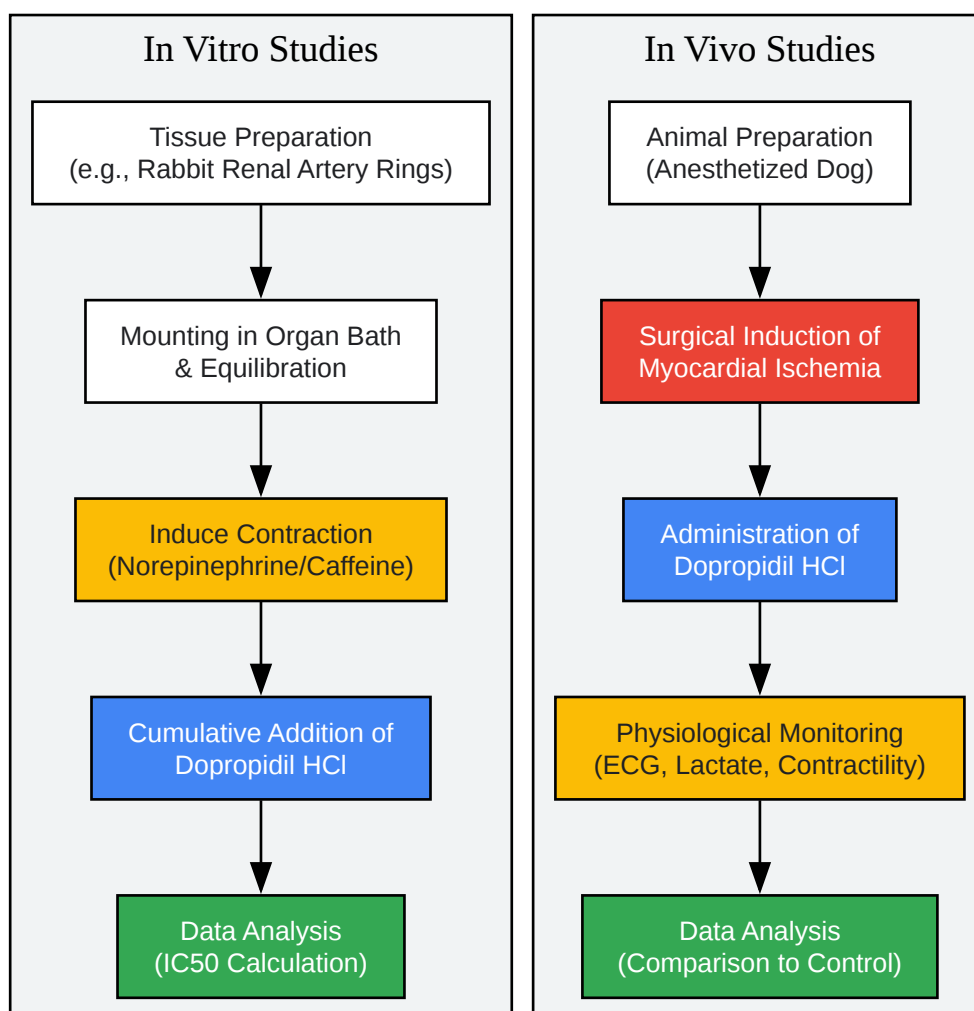 In Vitro Studies
Tissue Preparation
(e.g., Rabbit Renal Artery Rings)
Mounting in Organ Bath
& Equilibration
Induce Contraction
(Norepinephrine/Caffeine)
Cumulative Addition of
Dopropidil HCl
Data Analysis
(IC50 Calculation)
In Vivo Studies
Animal Preparation
(Anesthetized Dog)
Surgical Induction of
Myocardial Ischemia
Administration of
Dopropidil HCl
Physiological Monitoring
(ECG, Lactate, Contractility)
Data Analysis
(Comparison to Control)